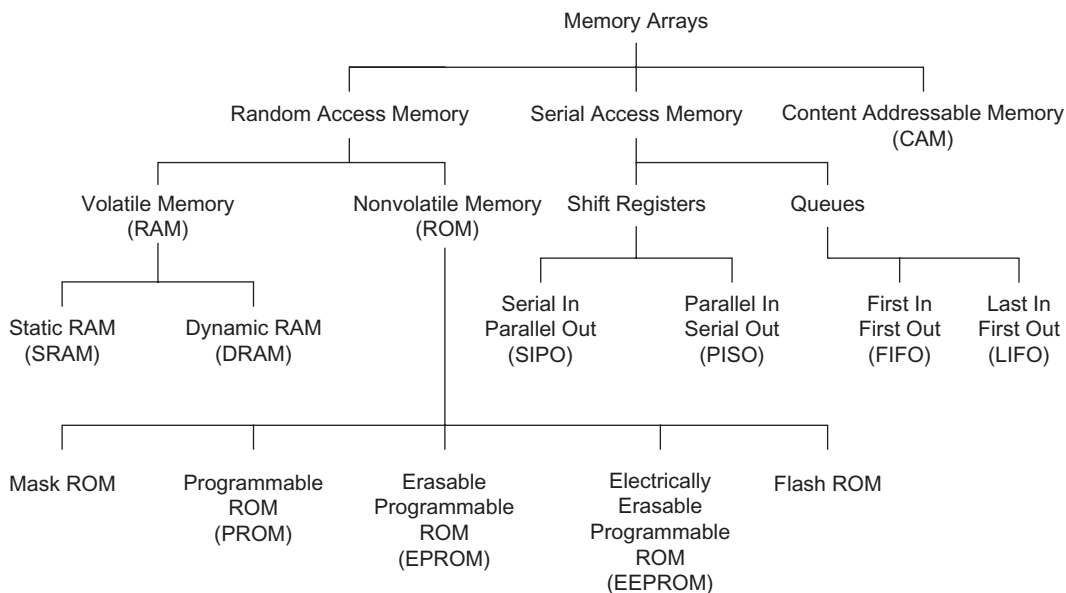 Memory Arrays
Random Access Memory
Serial Access Memory
Content Addressable Memory
(CAM)
Volatile Memory
(RAM)
Nonvolatile Memory
(ROM)
Shift Registers
Queues
Static RAM
(SRAM)
Dynamic RAM
(DRAM)
Serial In
Parallel Out
(SIPO)
Parallel In
Serial Out
(PISO)
First In
First Out
(FIFO)
Last In
First Out
(LIFO)
Mask ROM
Programmable
ROM
(PROM)
Erasable
Programmable
ROM
(EPROM)
Electrically
Erasable
Programmable
ROM
(EEPROM)
Flash ROM